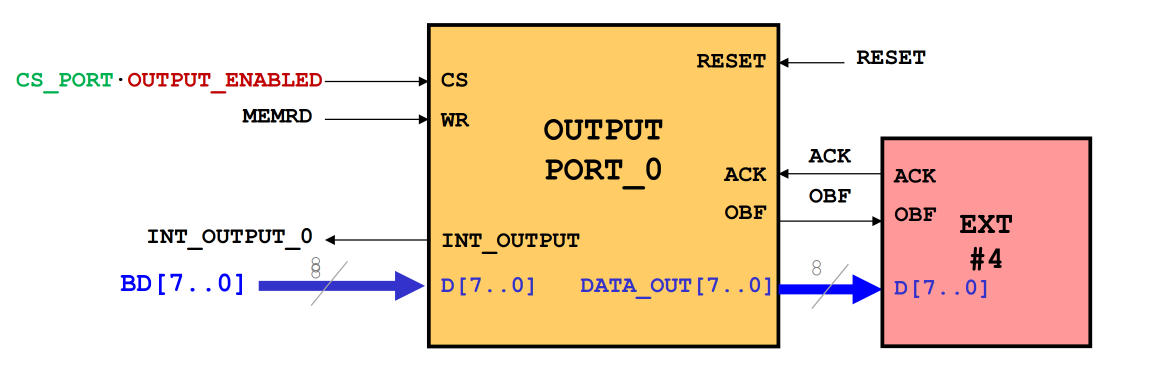 RESET
RESET
CS_PORT·OUTPUT_ENABLED
CS
MEMRD
WR
OUTPUT
PORT_0
ACK
ACK
ACK
OBF
OBF
OBF
EXT
#4
INT_OUTPUT_0
INT_OUTPUT
8
8
8
BD[7..0]
D[7..0]
DATA_OUT[7..0]
D[7..0]